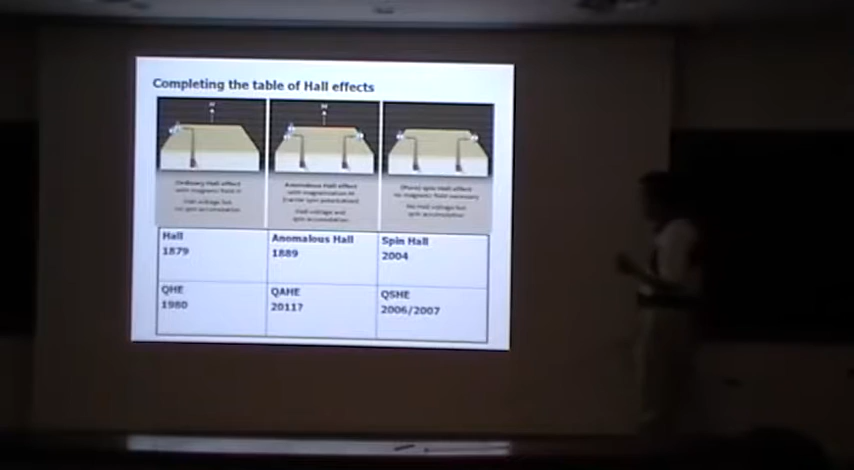 Completing the table of Hall effects
H
M
Ordinary Hall effect
with magnetic field H
Hall voltage but
no spin accumulation
Anomalous Hall effect
with magnetization M
(carrier spin polarization)
Hall voltage and
spin accumulation
(Pure) spin Hall effect
no magnetic field necessary
No Hall voltage but
spin accumulation
Hall
1879
Anomalous Hall
1889
Spin Hall
2004
QHE
1980
QAHE
2011?
QSHE
2006/2007